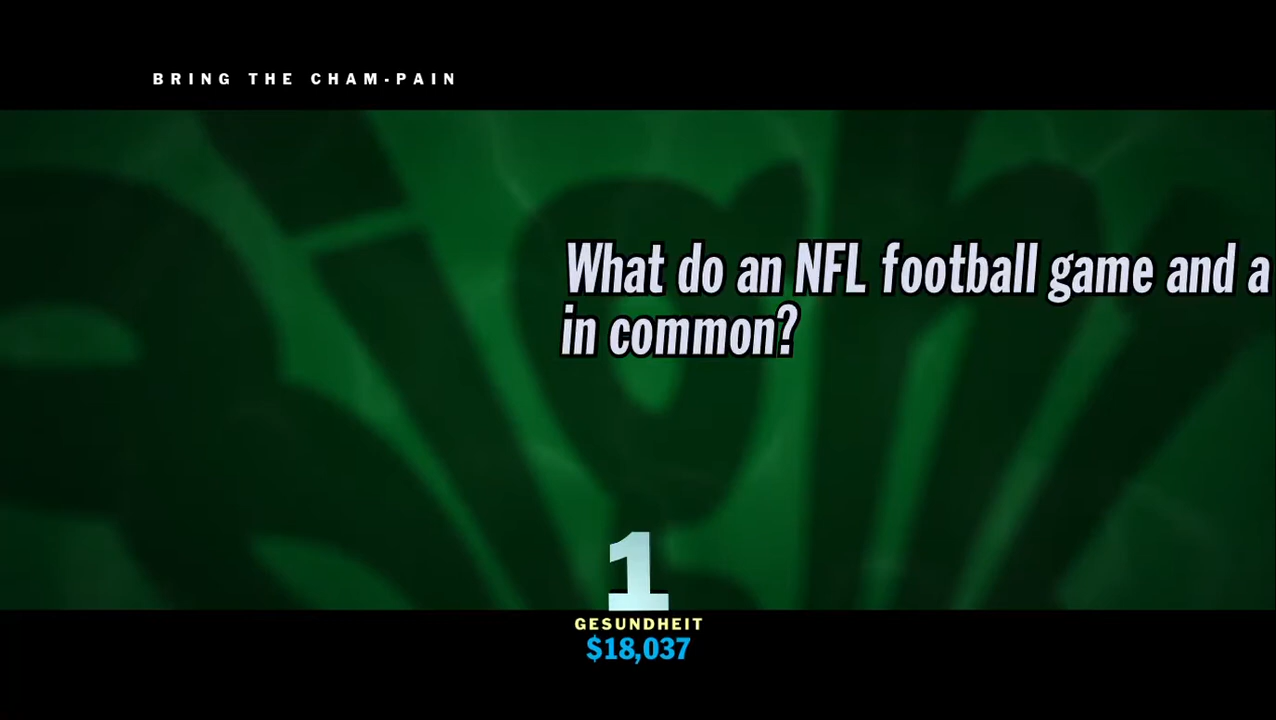 BRING THE CHAM-PAIN
What do an NFL football game and a
in common?
1
GESUNDHEIT
$18,037